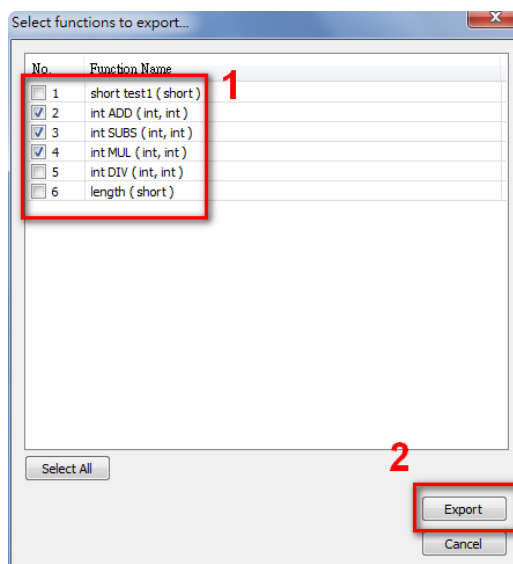 Select functions to export...
No. Function Name
1
1 short test1 ( short )
2 int ADD ( int, int )
3 int SUBS ( int, int )
4 int MUL ( int, int )
5 int DIV ( int, int )
6 length ( short )
Select All
2
Export
Cancel